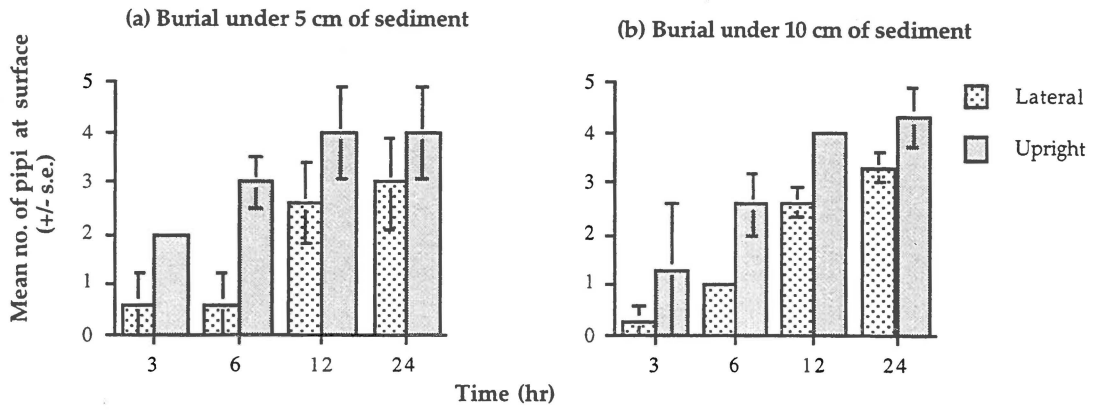 (a) Burial under 5 cm of sediment
(b) Burial under 10 cm of sediment
Mean no. of pipi at surface
(+/- s.e.)
5
4
3
2
1
0
3 6 12 24
5
4
3
2
1
0
3 6 12 24
Lateral
Upright
Time (hr)